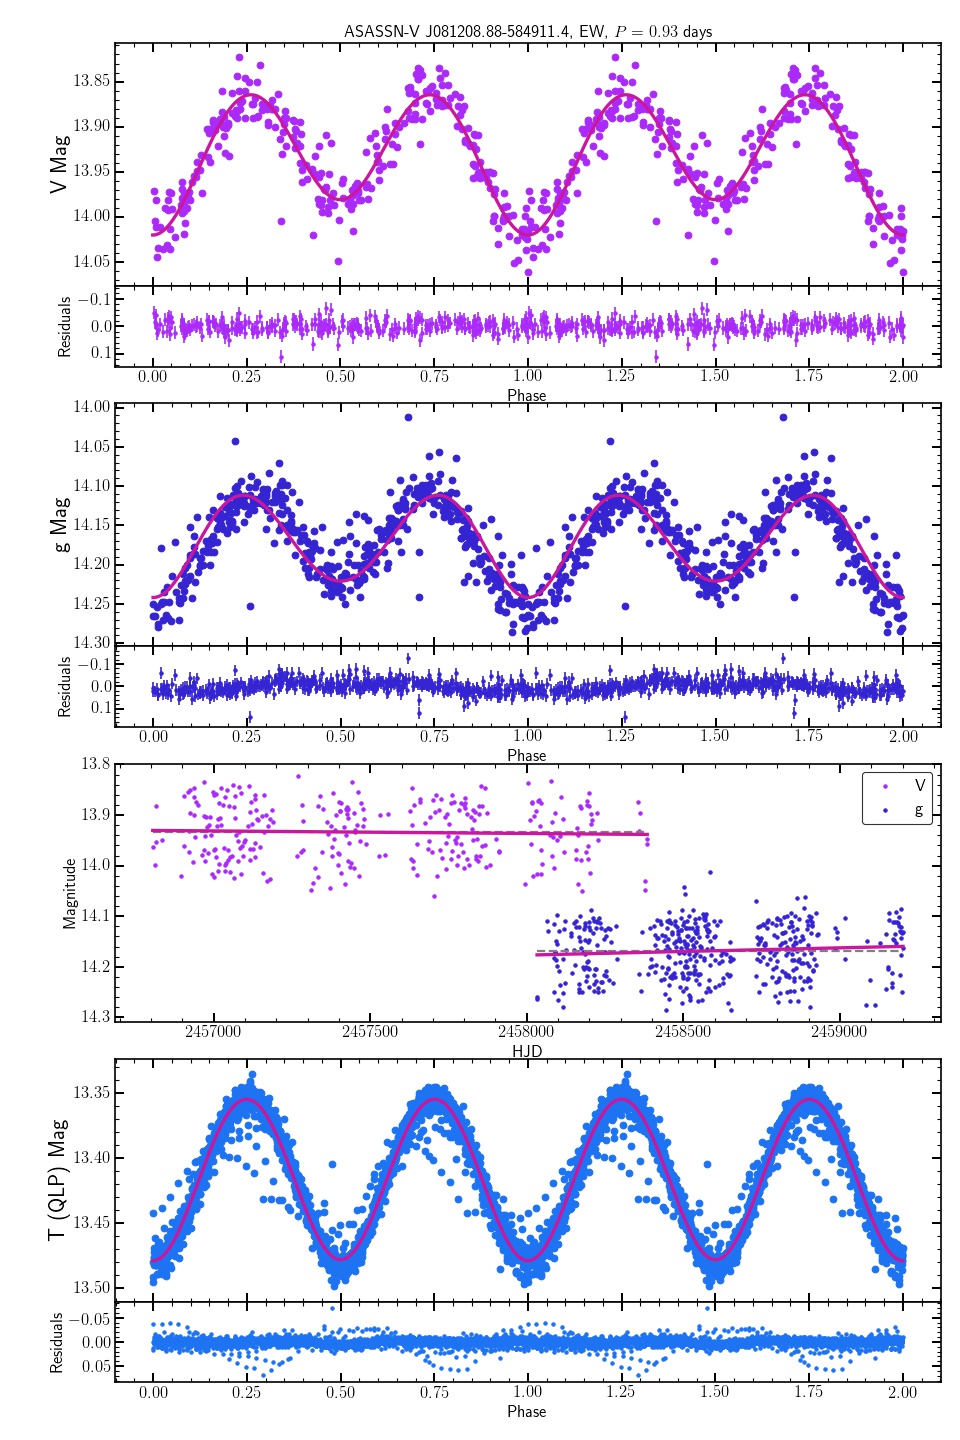 ASASSN-V J081208.88-584911.4, EW, P = 0.93 days
13.85
13.90
13.95
14.00
14.05
V Mag
−0.1
0.0
0.1
Residuals
0.00 0.25 0.50 0.75 1.00 1.25 1.50 1.75 2.00
Phase
14.00
14.05
14.10
14.15
14.20
14.25
14.30
g Mag
−0.1
0.0
0.1
Residuals
0.00 0.25 0.50 0.75 1.00 1.25 1.50 1.75 2.00
Phase
13.8
13.9
14.0
14.1
14.2
14.3
Magnitude
V
g
2457000 2457500 2458000 2458500 2459000
HJD
13.35
13.40
13.45
13.50
T (QLP) Mag
−0.05
0.00
0.05
Residuals
0.00 0.25 0.50 0.75 1.00 1.25 1.50 1.75 2.00
Phase